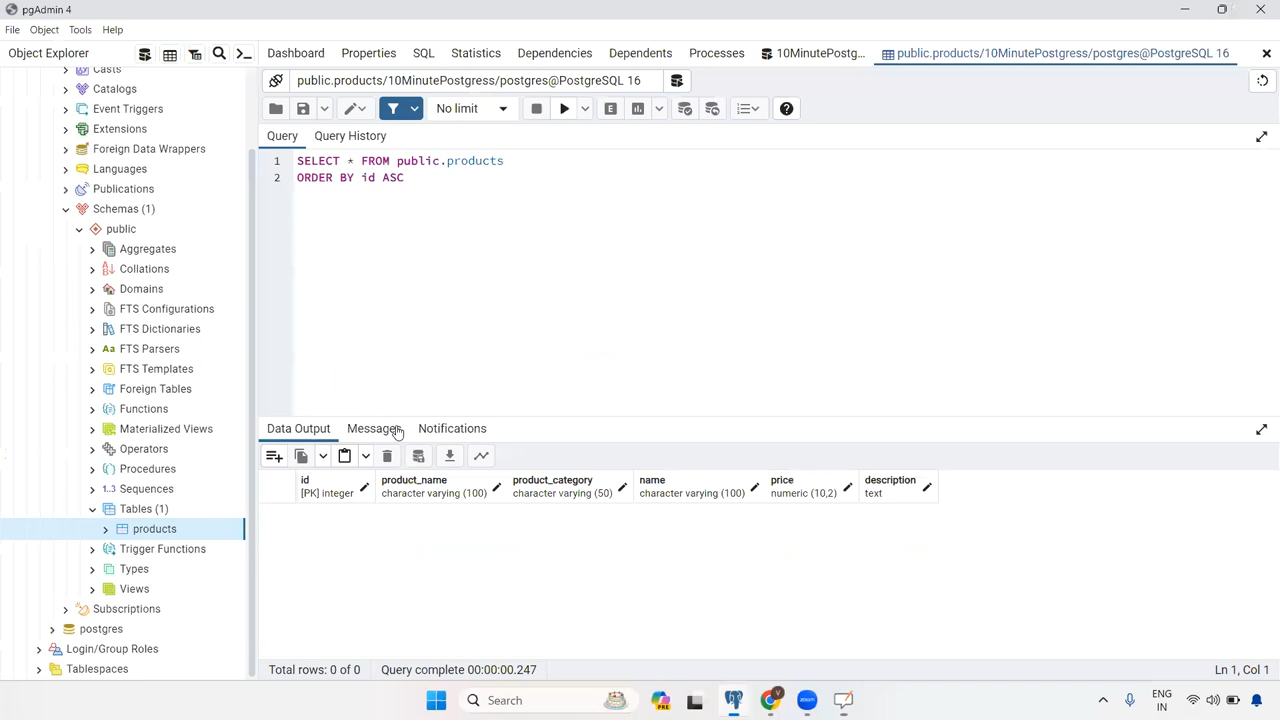 pgAdmin 4
File Object Tools Help
Object Explorer
Dashboard Properties SQL Statistics Dependencies Dependents Processes 10MinutePostg... public.products/10MinutePostgress/postgres@PostgreSQL 16
public.products/10MinutePostgress/postgres@PostgreSQL 16
No limit
Query Query History
1 SELECT * FROM public.products
2 ORDER BY id ASC
Casts
Catalogs
Event Triggers
Extensions
Foreign Data Wrappers
Languages
Publications
Schemas (1)
public
Aggregates
Collations
Domains
FTS Configurations
FTS Dictionaries
FTS Parsers
FTS Templates
Foreign Tables
Functions
Materialized Views
Operators
Procedures
Sequences
Tables (1)
products
Trigger Functions
Types
Views
Subscriptions
postgres
Login/Group Roles
Tablespaces
Data Output Messages Notifications
id product_name product_category name price description
[PK] integer character varying (100) character varying (50) character varying (100) numeric (10,2) text
Total rows: 0 of 0 Query complete 00:00:00.247 Ln 1, Col 1
Search
ENG
IN